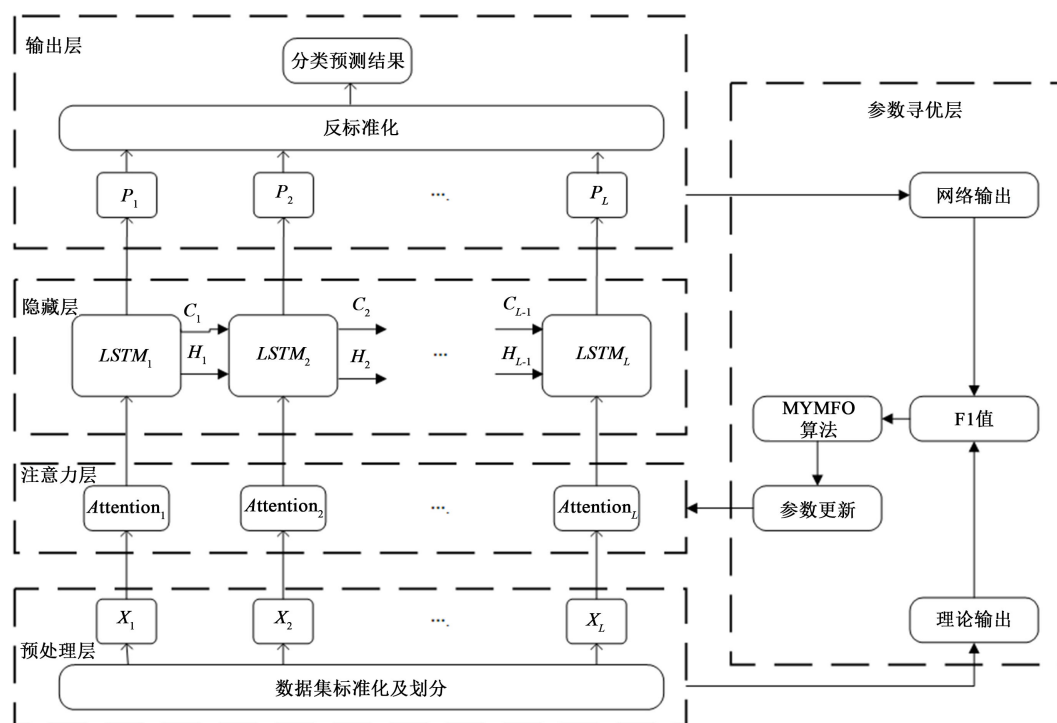 输出层
分类预测结果
反标准化
P₁
P₂
...
P_L
隐藏层
C₁
C₂
C_{L-1}
LSTM₁
H₁
LSTM₂
H₂
...
H_{L-1}
LSTM_L
注意力层
Attention₁
Attention₂
...
Attention_L
预处理层
X₁
X₂
...
X_L
数据集标准化及划分
参数寻优层
网络输出
MYMFO
算法
F1值
参数更新
理论输出